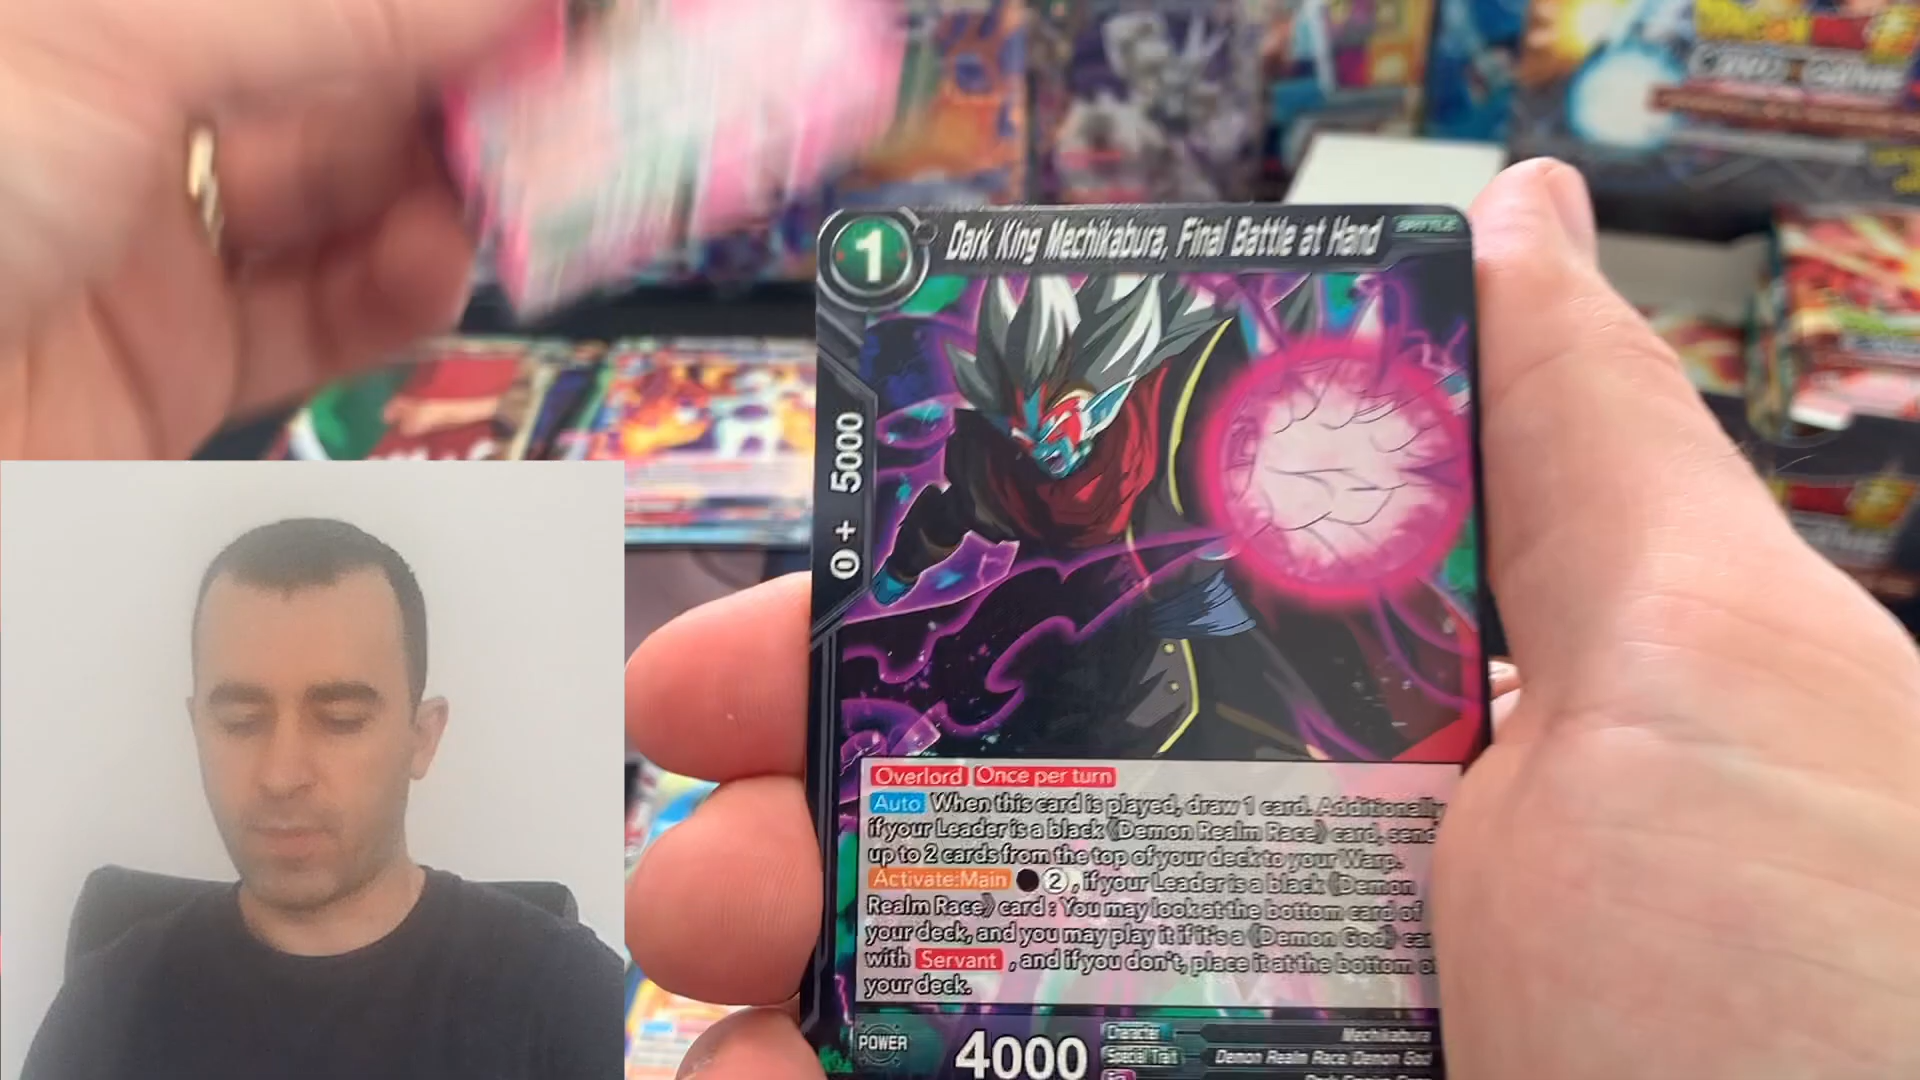 CARD GAME
1
Dark King Mechikabura, Final Battle at Hand
BATTLE
0 + 5000
Overlord Once per turn
Auto When this card is played, draw 1 card. Additionally
if your Leader is a black 《Demon Realm Race》 card, send
up to 2 cards from the top of your deck to your Warp.
Activate:Main 2 , if your Leader is a black 《Demon
Realm Race》 card : You may look at the bottom card of
your deck, and you may play it if it's a 《Demon God》 car
with Servant , and if you don't, place it at the bottom o
your deck.
POWER
4000
Character
Mechikabura
Special Trait
Demon Realm Race/Demon God